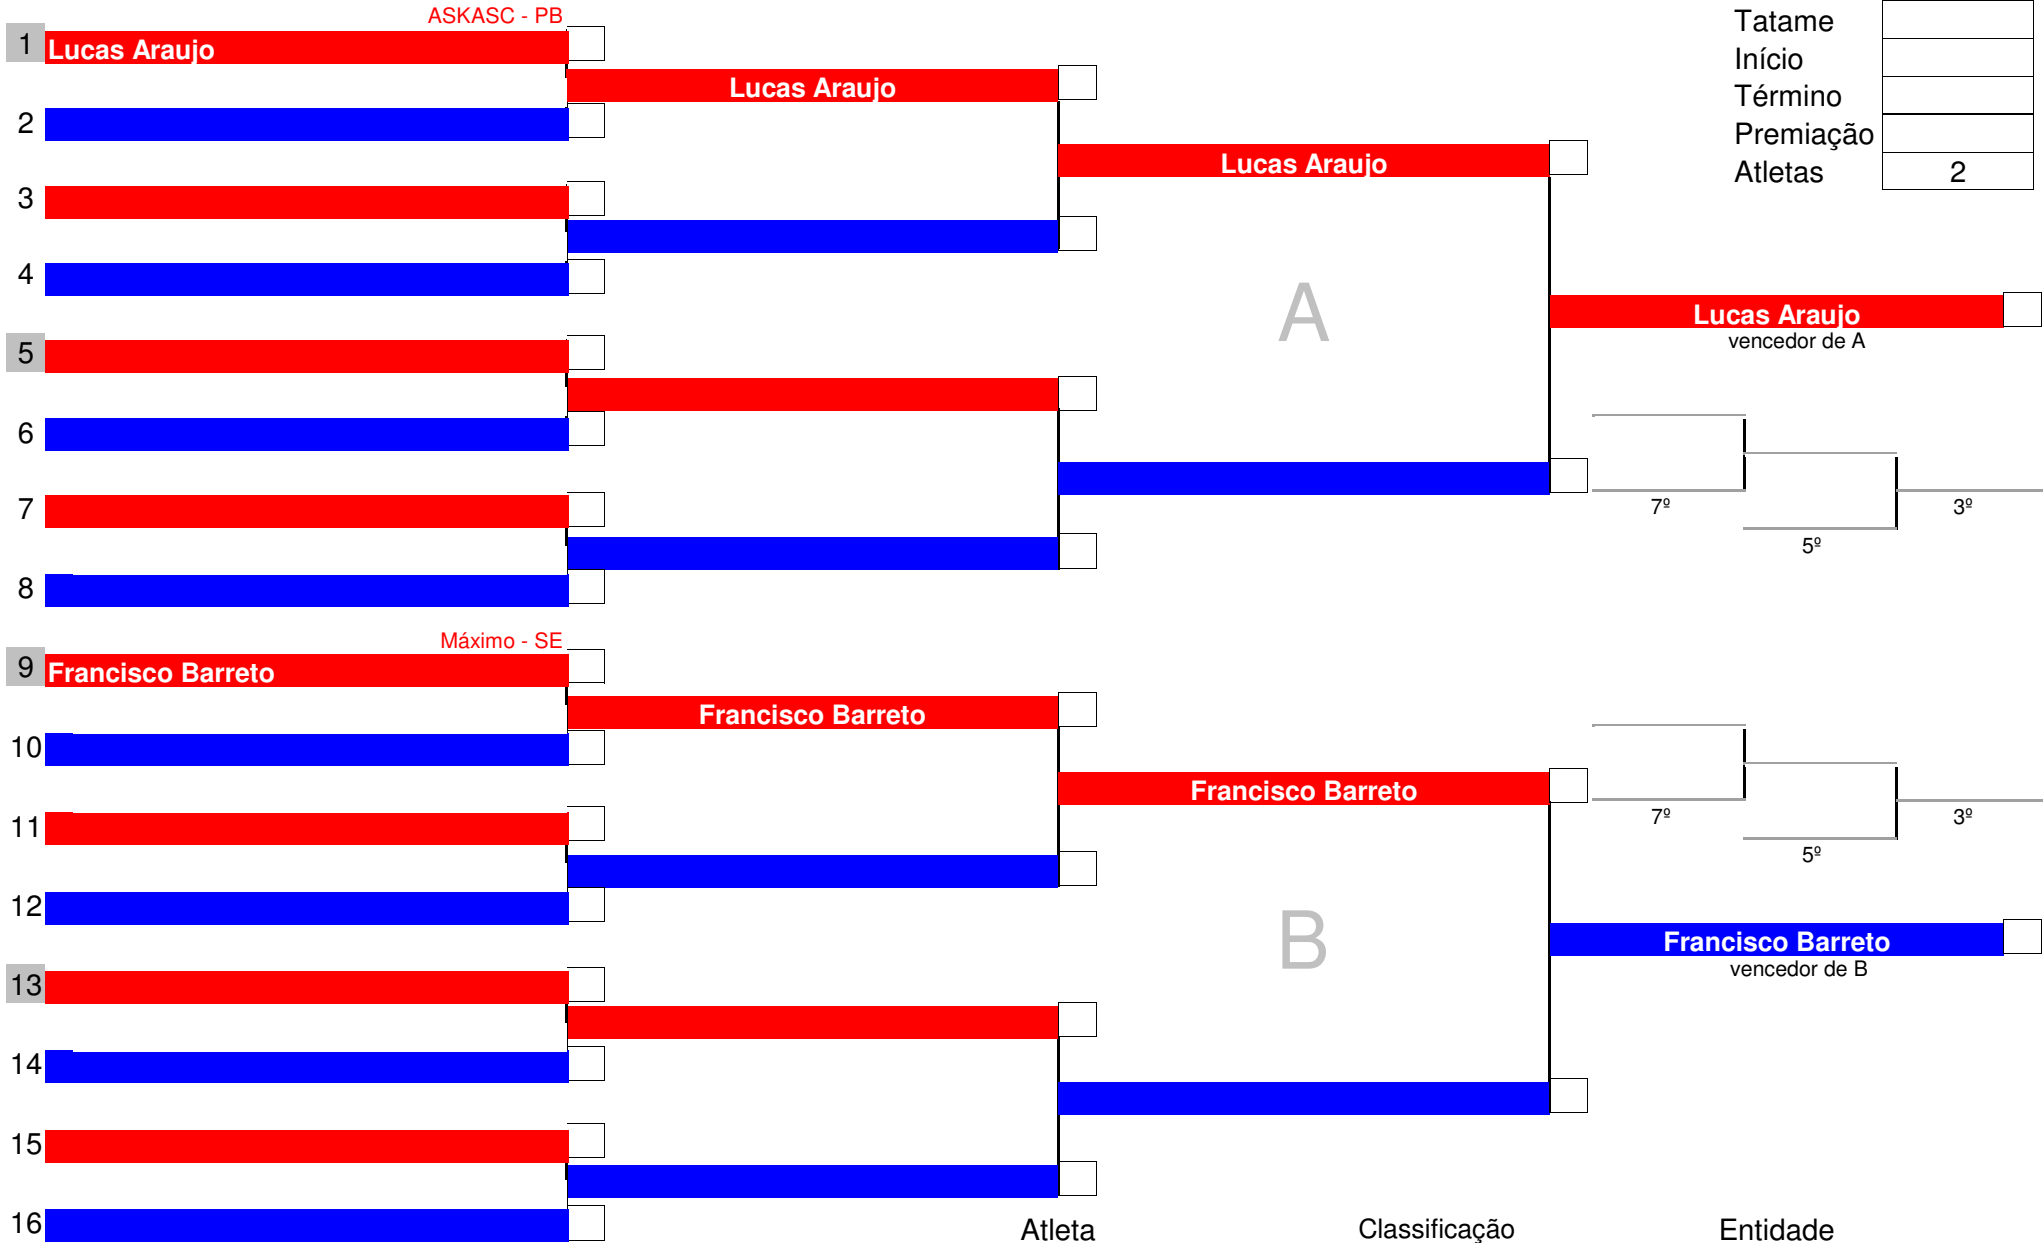 ASKASC - PB
1 Lucas Araujo
Lucas Araujo
2
Lucas Araujo
3
4
A
Lucas Araujo
vencedor de A
5
6
7
7º
3º
5º
8
Máximo - SE
9 Francisco Barreto
Francisco Barreto
10
Francisco Barreto
11
7º
3º
5º
12
B
Francisco Barreto
vencedor de B
13
14
15
16
Tatame
Início
Término
Premiação
Atletas 2
Atleta Classificação Entidade